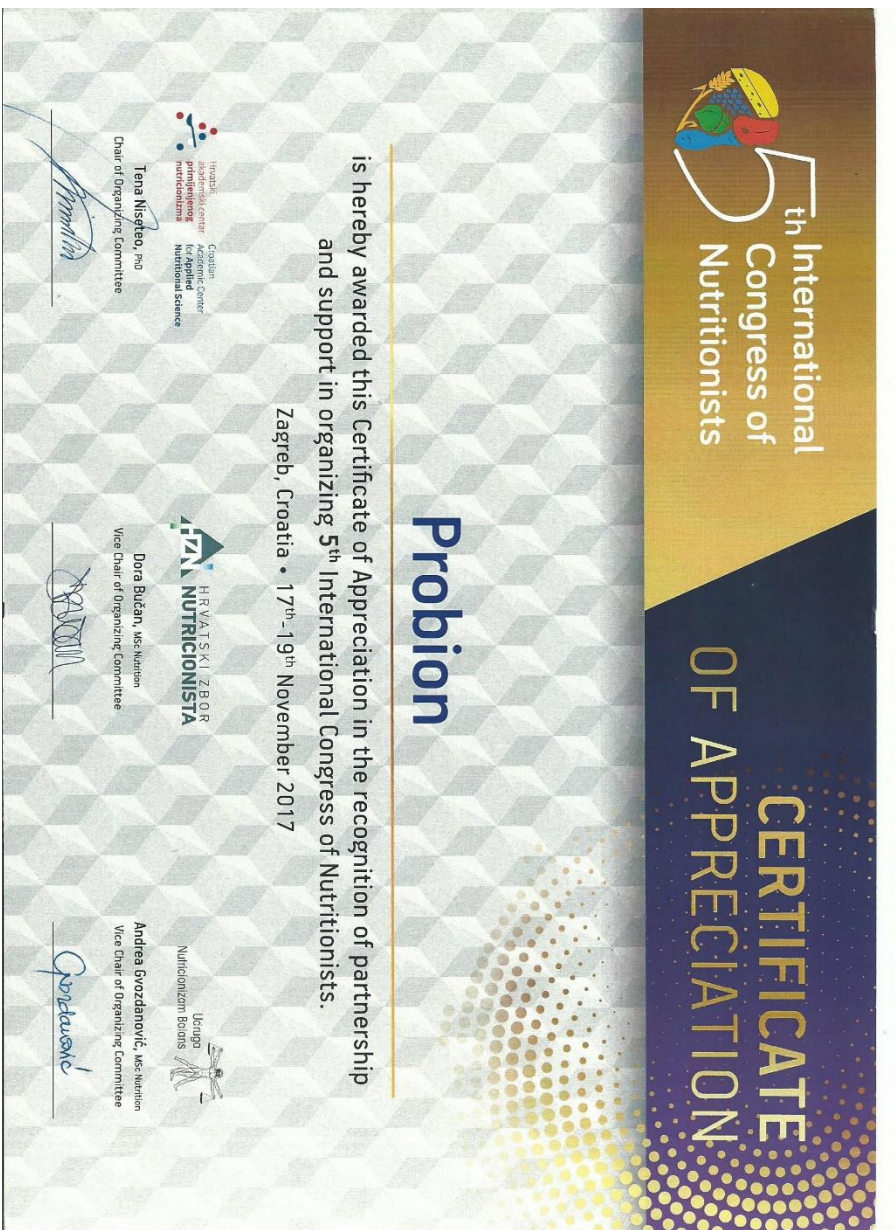 5th International
Congress of
Nutritionists
CERTIFICATE
OF APPRECIATION
Probion
is hereby awarded this Certificate of Appreciation in the recognition of partnership
and support in organizing 5th International Congress of Nutritionists.
Zagreb, Croatia • 17th-19th November 2017
Hrvatski
akademski centar
primijenjenog
nutricionizma
Croatian
Academic Center
for Applied
Nutritional Science
Tena Niseteo, PhD
Chair of Organizing Committee
HZN
HRVATSKI ZBOR
NUTRICIONISTA
Dora Bučan, MSc Nutrition
Vice Chair of Organizing Committee
Udruga
Nutricionizam Balans
Andrea Gvozdanović, MSc Nutrition
Vice Chair of Organizing Committee
Gvozdanović